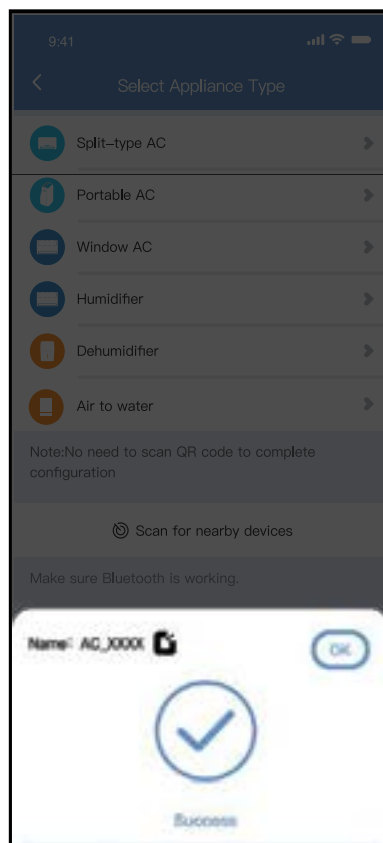 9:41
Select Appliance Type
Split-type AC
Portable AC
Window AC
Humidifier
Dehumidifier
Air to water
Note:No need to scan QR code to complete
configuration
Scan for nearby devices
Make sure Bluetooth is working.
Name: AC_XXXX
OK
Success